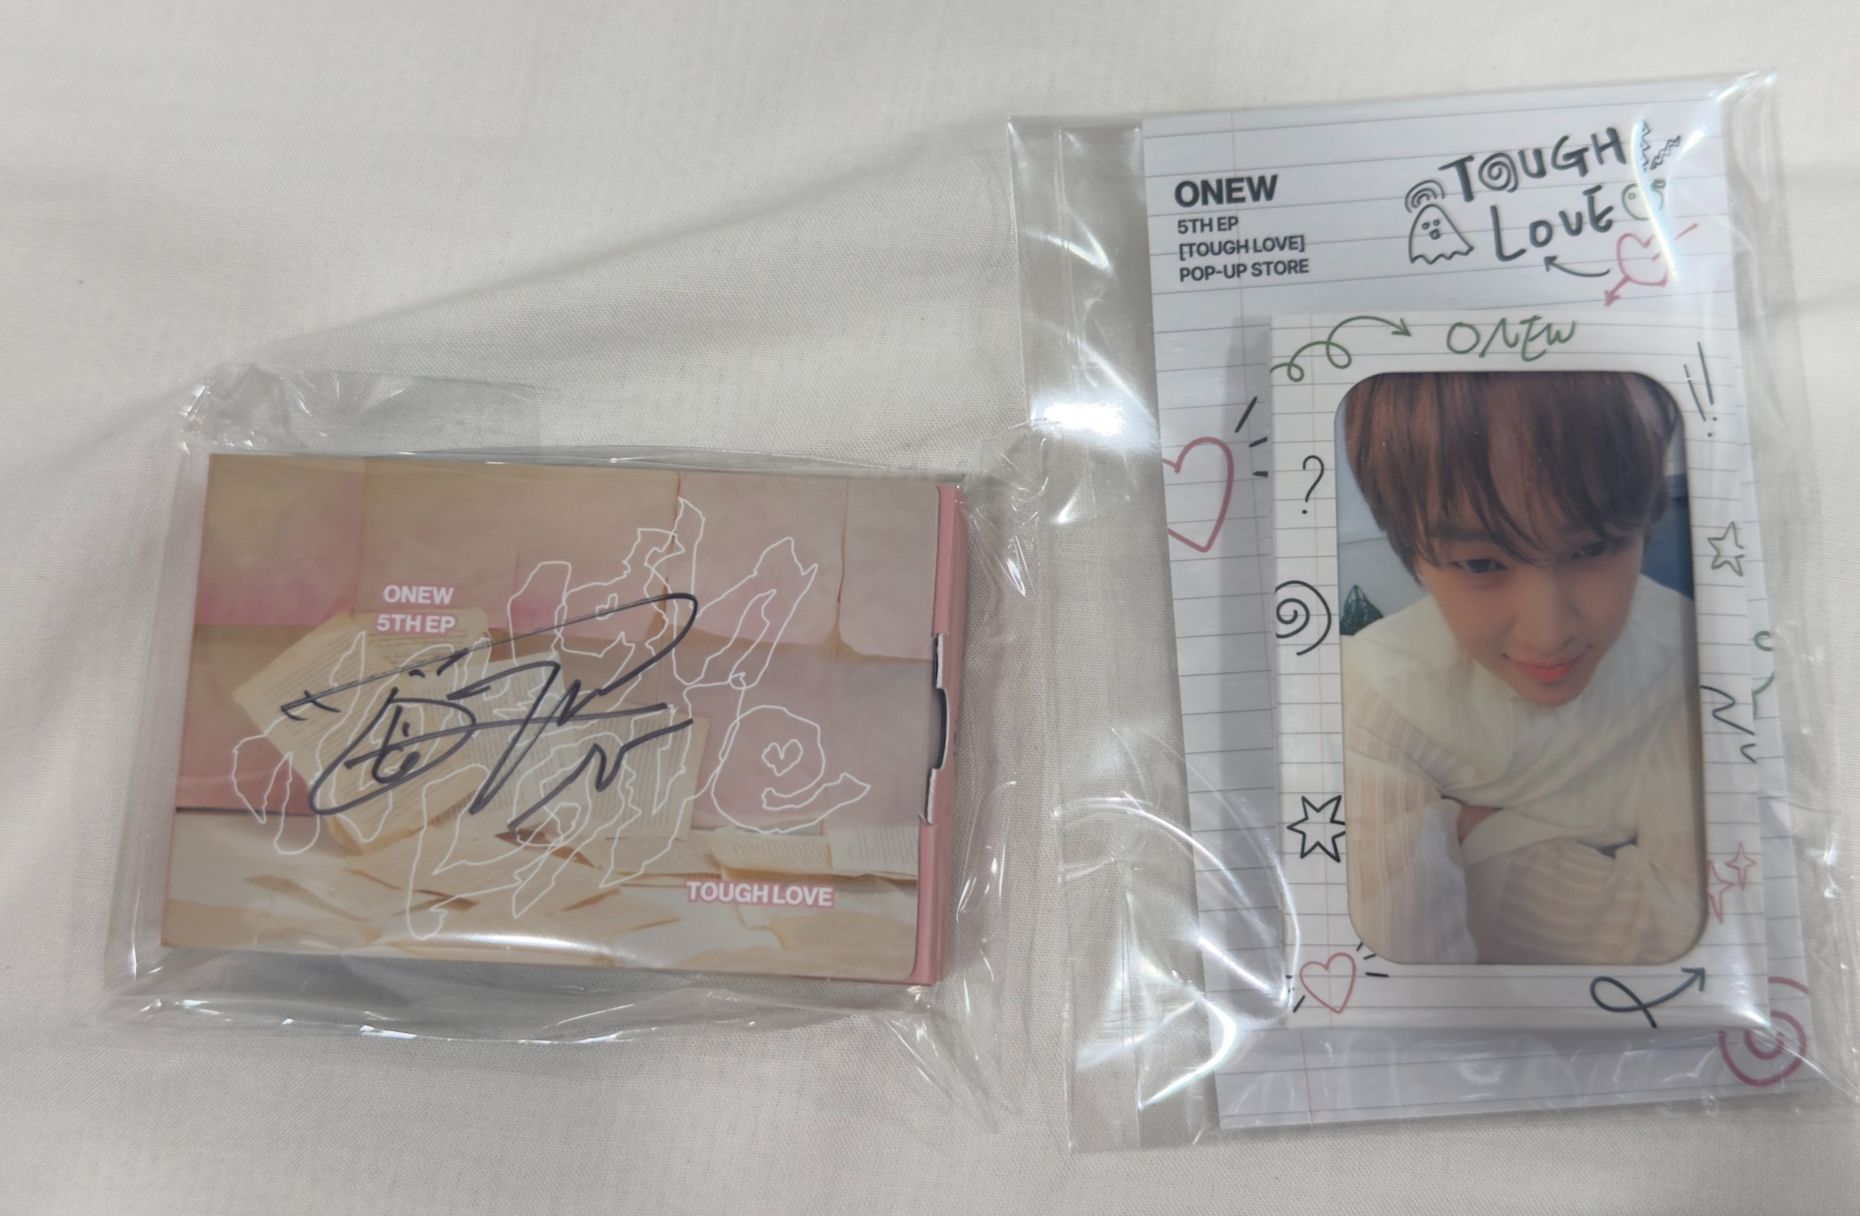 ONEW
5TH EP
TOUGH LOVE
ONEW
5TH EP
[TOUGH LOVE]
POP-UP STORE
TOUGH
LOVE
ONEW
?
!!